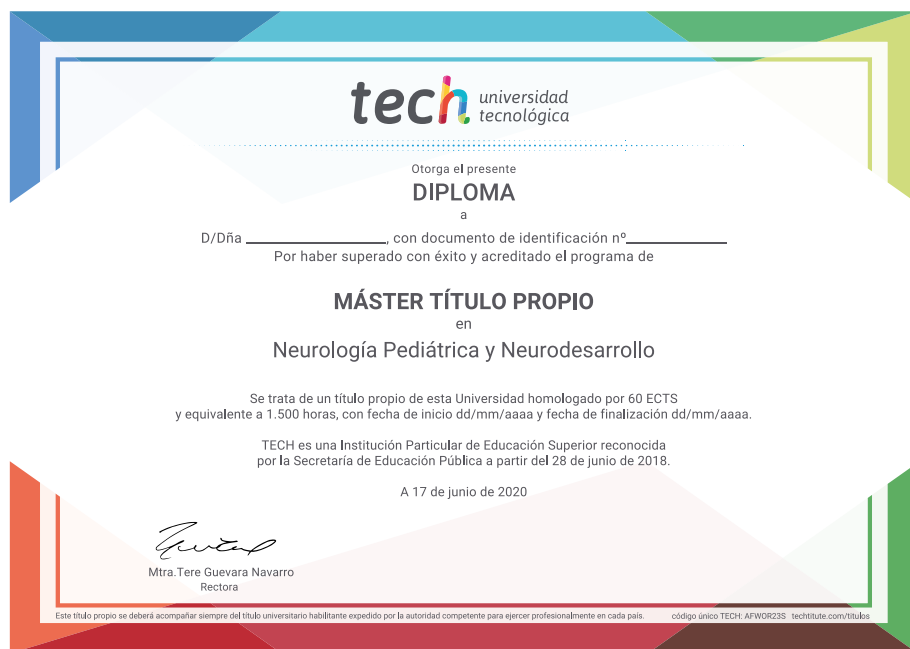 tech universidad
tecnológica
Otorga el presente
DIPLOMA
a
D/Dña ________________, con documento de identificación nº____________
Por haber superado con éxito y acreditado el programa de
MÁSTER TÍTULO PROPIO
en
Neurología Pediátrica y Neurodesarrollo
Se trata de un título propio de esta Universidad homologado por 60 ECTS
y equivalente a 1.500 horas, con fecha de inicio dd/mm/aaaa y fecha de finalización dd/mm/aaaa.
TECH es una Institución Particular de Educación Superior reconocida
por la Secretaría de Educación Pública a partir del 28 de junio de 2018.
A 17 de junio de 2020
Mtra.Tere Guevara Navarro
Rectora
Este título propio se deberá acompañar siempre del título universitario habilitante expedido por la autoridad competente para ejercer profesionalmente en cada país. código único TECH: AFWOR23S techtitute.com/titulos